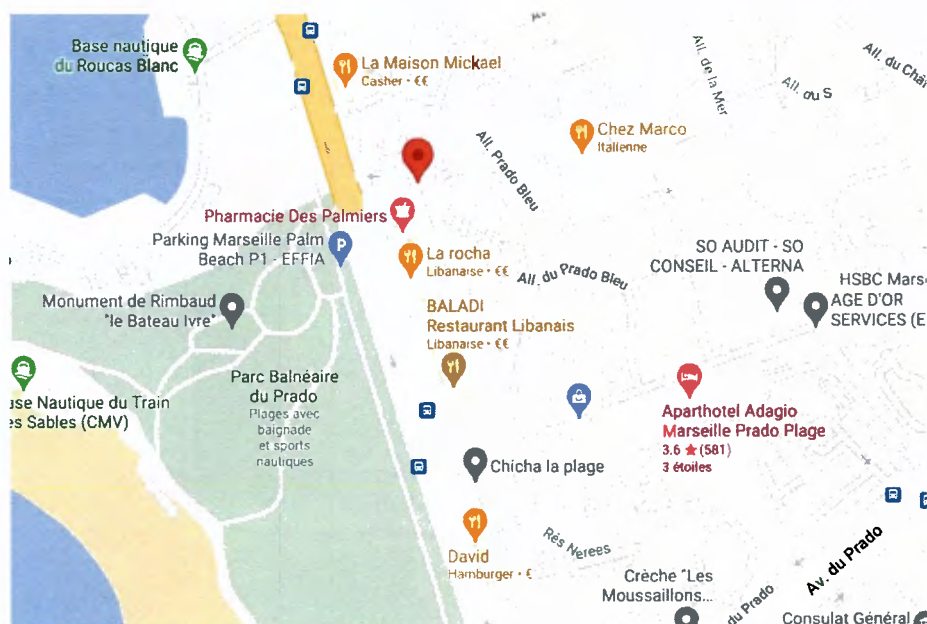 Base nautique
du Roucas Blanc
La Maison Mickael
Casher · €€
All. de la Mer
All. du S
All. du Châ
Chez Marco
Italienne
All. Prado Bleu
Pharmacie Des Palmiers
Parking Marseille Palm
Beach P1 - EFFIA
P
La rocha
Libanaise · €€
All. du Prado Bleu
SO AUDIT - SO
CONSEIL - ALTERNA
HSBC Mars
AGE D'OR
SERVICES (E
Monument de Rimbaud
"le Bateau Ivre"
BALADI
Restaurant Libanais
Libanaise · €€
use Nautique du Train
es Sables (CMV)
Parc Balnéaire
du Prado
Plages avec
baignade
et sports
nautiques
Aparthotel Adagio
Marseille Prado Plage
3.6 ★ (581)
3 étoiles
Chicha la plage
David
Hamburger · €
Rés Nerees
Crèche "Les
Moussaillons...
du Prado
Av. du Prado
Consulat Général